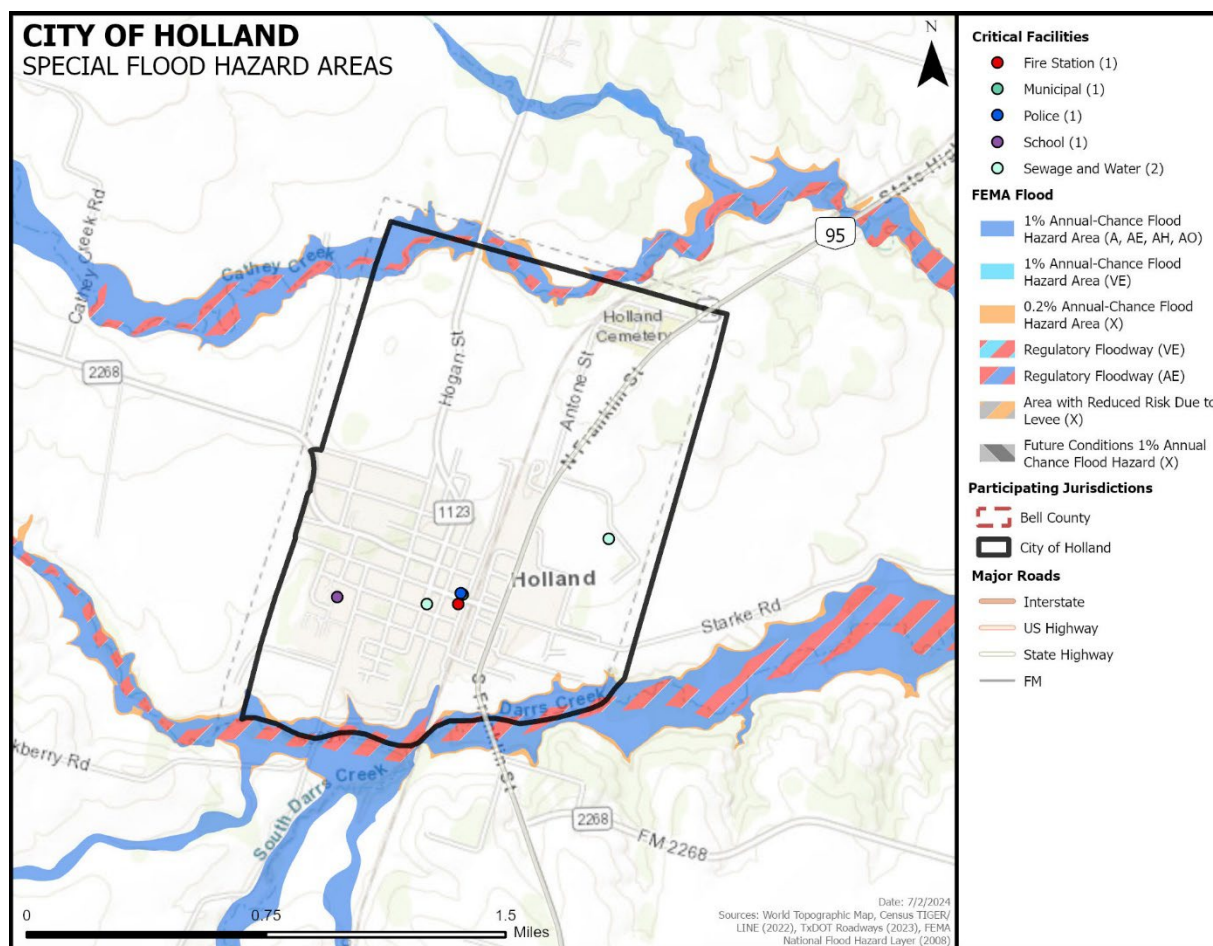 CITY OF HOLLAND
SPECIAL FLOOD HAZARD AREAS
N
Cathey Creek Rd
Cathey Creek
State High
95
Holland
Cemetery
2268
Hogan St
Antone St
N Franklin St
1123
Holland
Starke Rd
Darrs Creek
kberry Rd
South Darrs Creek
2268
FM 2268
0
0.75
1.5
Miles
Date: 7/2/2024
Sources: World Topographic Map, Census TIGER/
LINE (2022), TxDOT Roadways (2023), FEMA
National Flood Hazard Layer (2008)
Critical Facilities
Fire Station (1)
Municipal (1)
Police (1)
School (1)
Sewage and Water (2)
FEMA Flood
1% Annual-Chance Flood
Hazard Area (A, AE, AH, AO)
1% Annual-Chance Flood
Hazard Area (VE)
0.2% Annual-Chance Flood
Hazard Area (X)
Regulatory Floodway (VE)
Regulatory Floodway (AE)
Area with Reduced Risk Due to
Levee (X)
Future Conditions 1% Annual
Chance Flood Hazard (X)
Participating Jurisdictions
Bell County
City of Holland
Major Roads
Interstate
US Highway
State Highway
FM